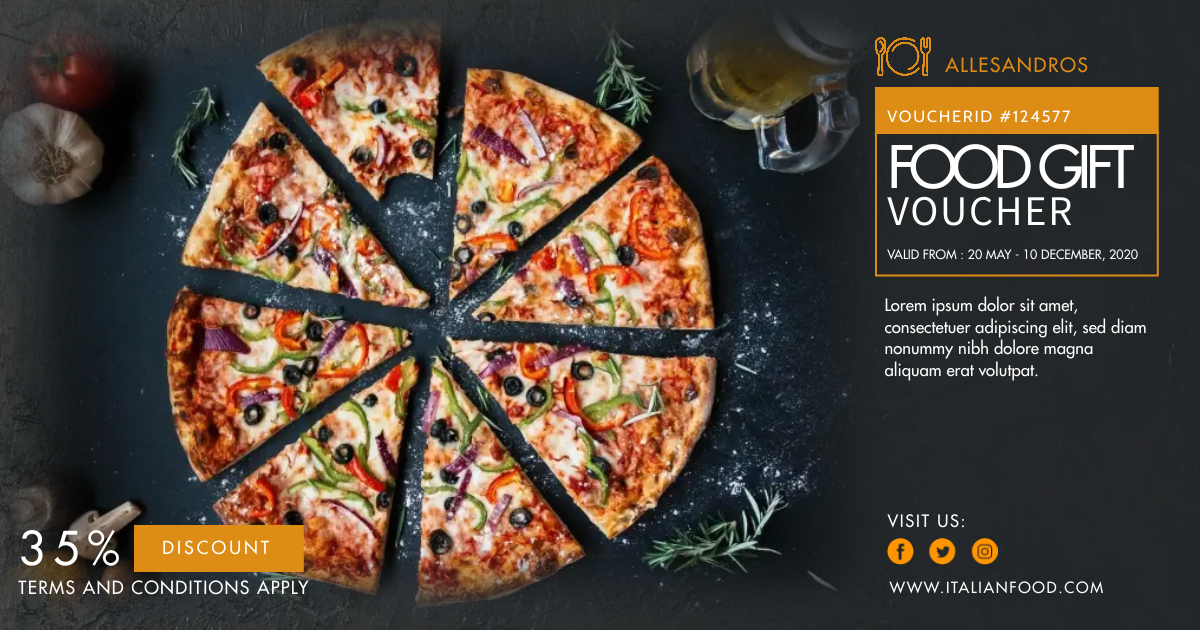 ALLESANDROS
VOUCHERID #124577
FOOD GIFT
VOUCHER
VALID FROM : 20 MAY - 10 DECEMBER, 2020
Lorem ipsum dolor sit amet,
consectetuer adipiscing elit, sed diam
nonummy nibh dolore magna
aliquam erat volutpat.
35% DISCOUNT
TERMS AND CONDITIONS APPLY
VISIT US:
WWW.ITALIANFOOD.COM